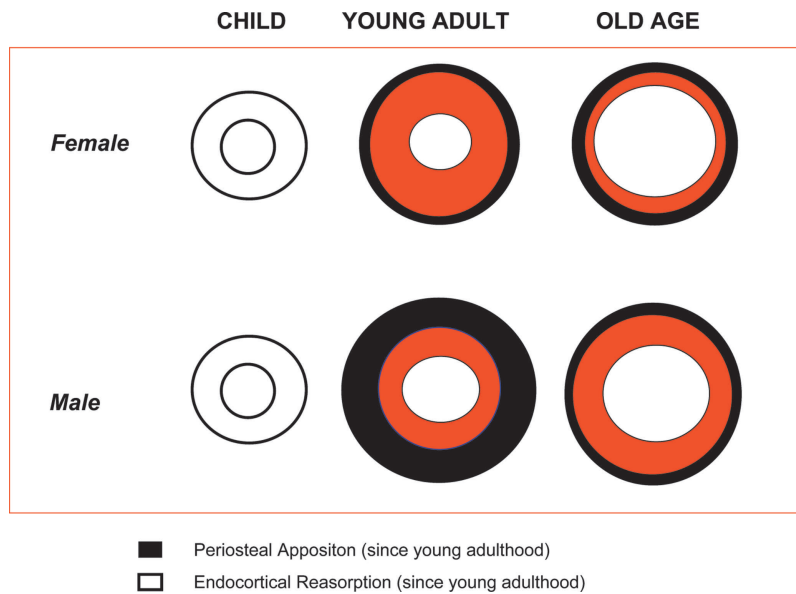 CHILD YOUNG ADULT OLD AGE
Female
Male
Periosteal Appositon (since young adulthood)
Endocortical Reasorption (since young adulthood)